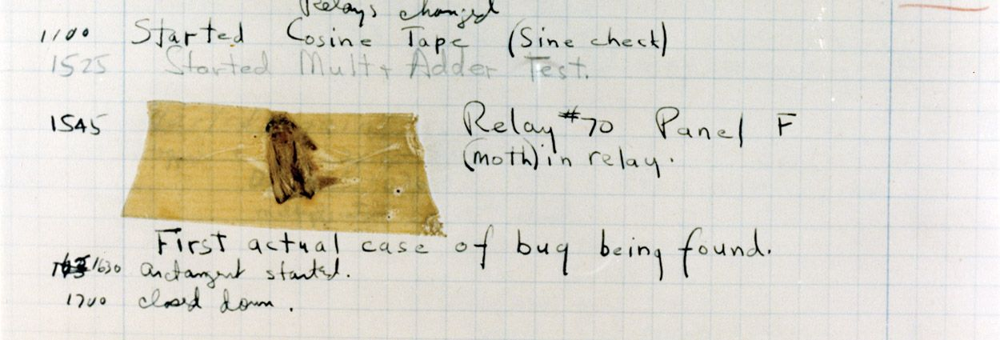 Relays changed
1100 Started Cosine Tape (Sine check)
1525 Started Mult+ Adder Test.
1545 Relay #70 Panel F
(moth) in relay.
First actual case of bug being found.
1630 arctangent started.
1700 closed down.